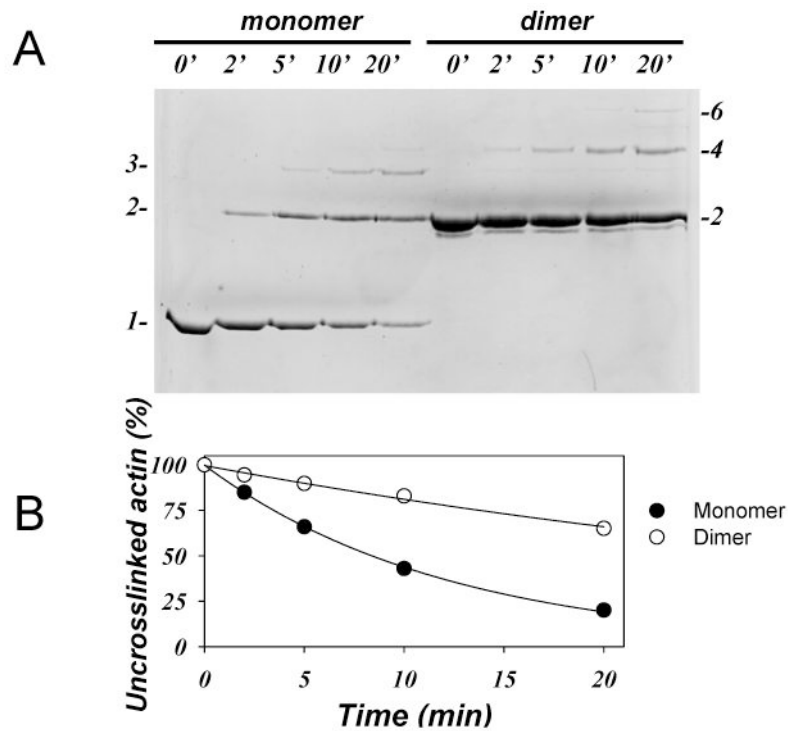 A
monomer dimer
0' 2' 5' 10' 20' 0' 2' 5' 10' 20'
-6
3- -4
2- -2
1-
B
Uncrosslinked actin (%)
100
75
50
25
0
0 5 10 15 20
Time (min)
Monomer
Dimer